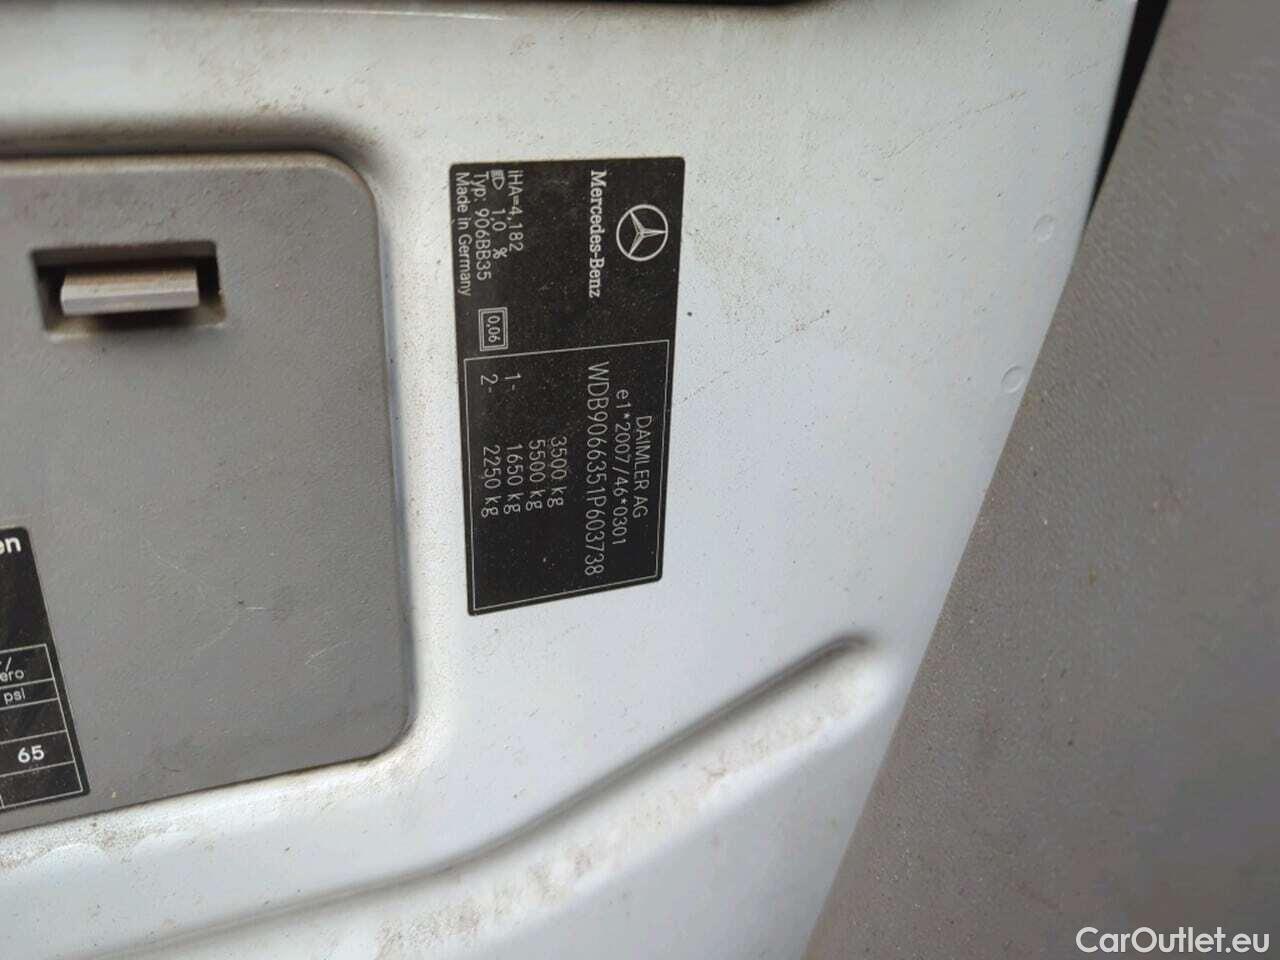 Mercedes-Benz
iHA=4,182
1,0 %
Typ: 906BB35
Made in Germany
0.06
DAIMLER AG
e1*2007/46*0301
WDB9066351P603738
3500 kg
5500 kg
1- 1650 kg
2- 2250 kg
psi
65
CarOutlet.eu